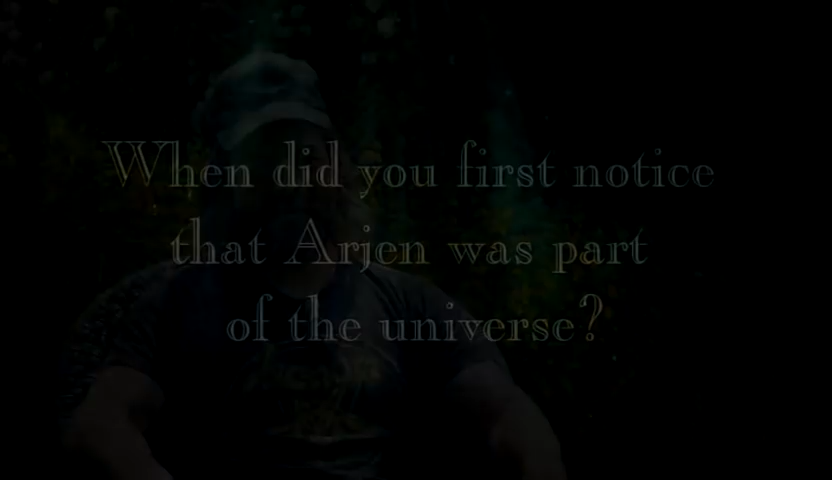 When did you first notice
that Arjen was part
of the universe?